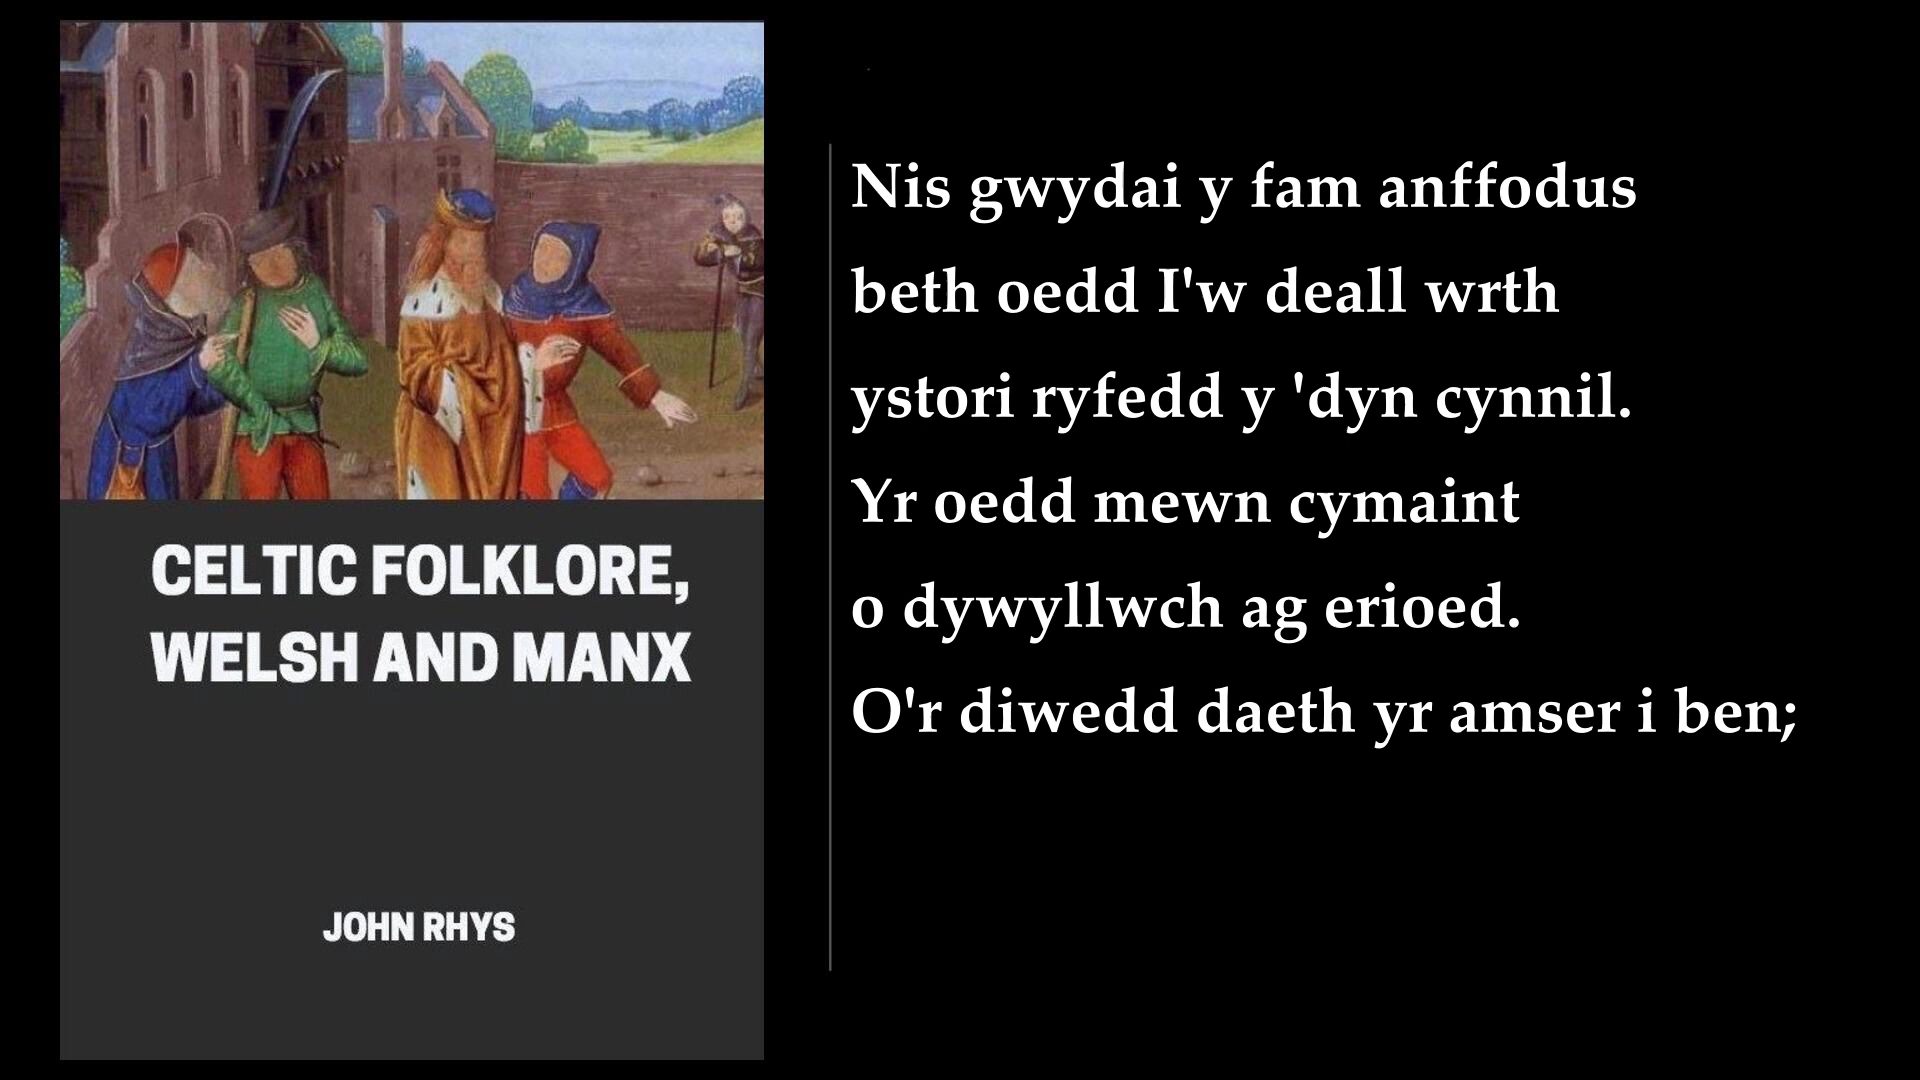 CELTIC FOLKLORE,
WELSH AND MANX
JOHN RHYS
Nis gwydai y fam anffodus
beth oedd I'w deall wrth
ystori ryfedd y 'dyn cynnil.
Yr oedd mewn cymaint
o dywyllwch ag erioed.
O'r diwedd daeth yr amser i ben;